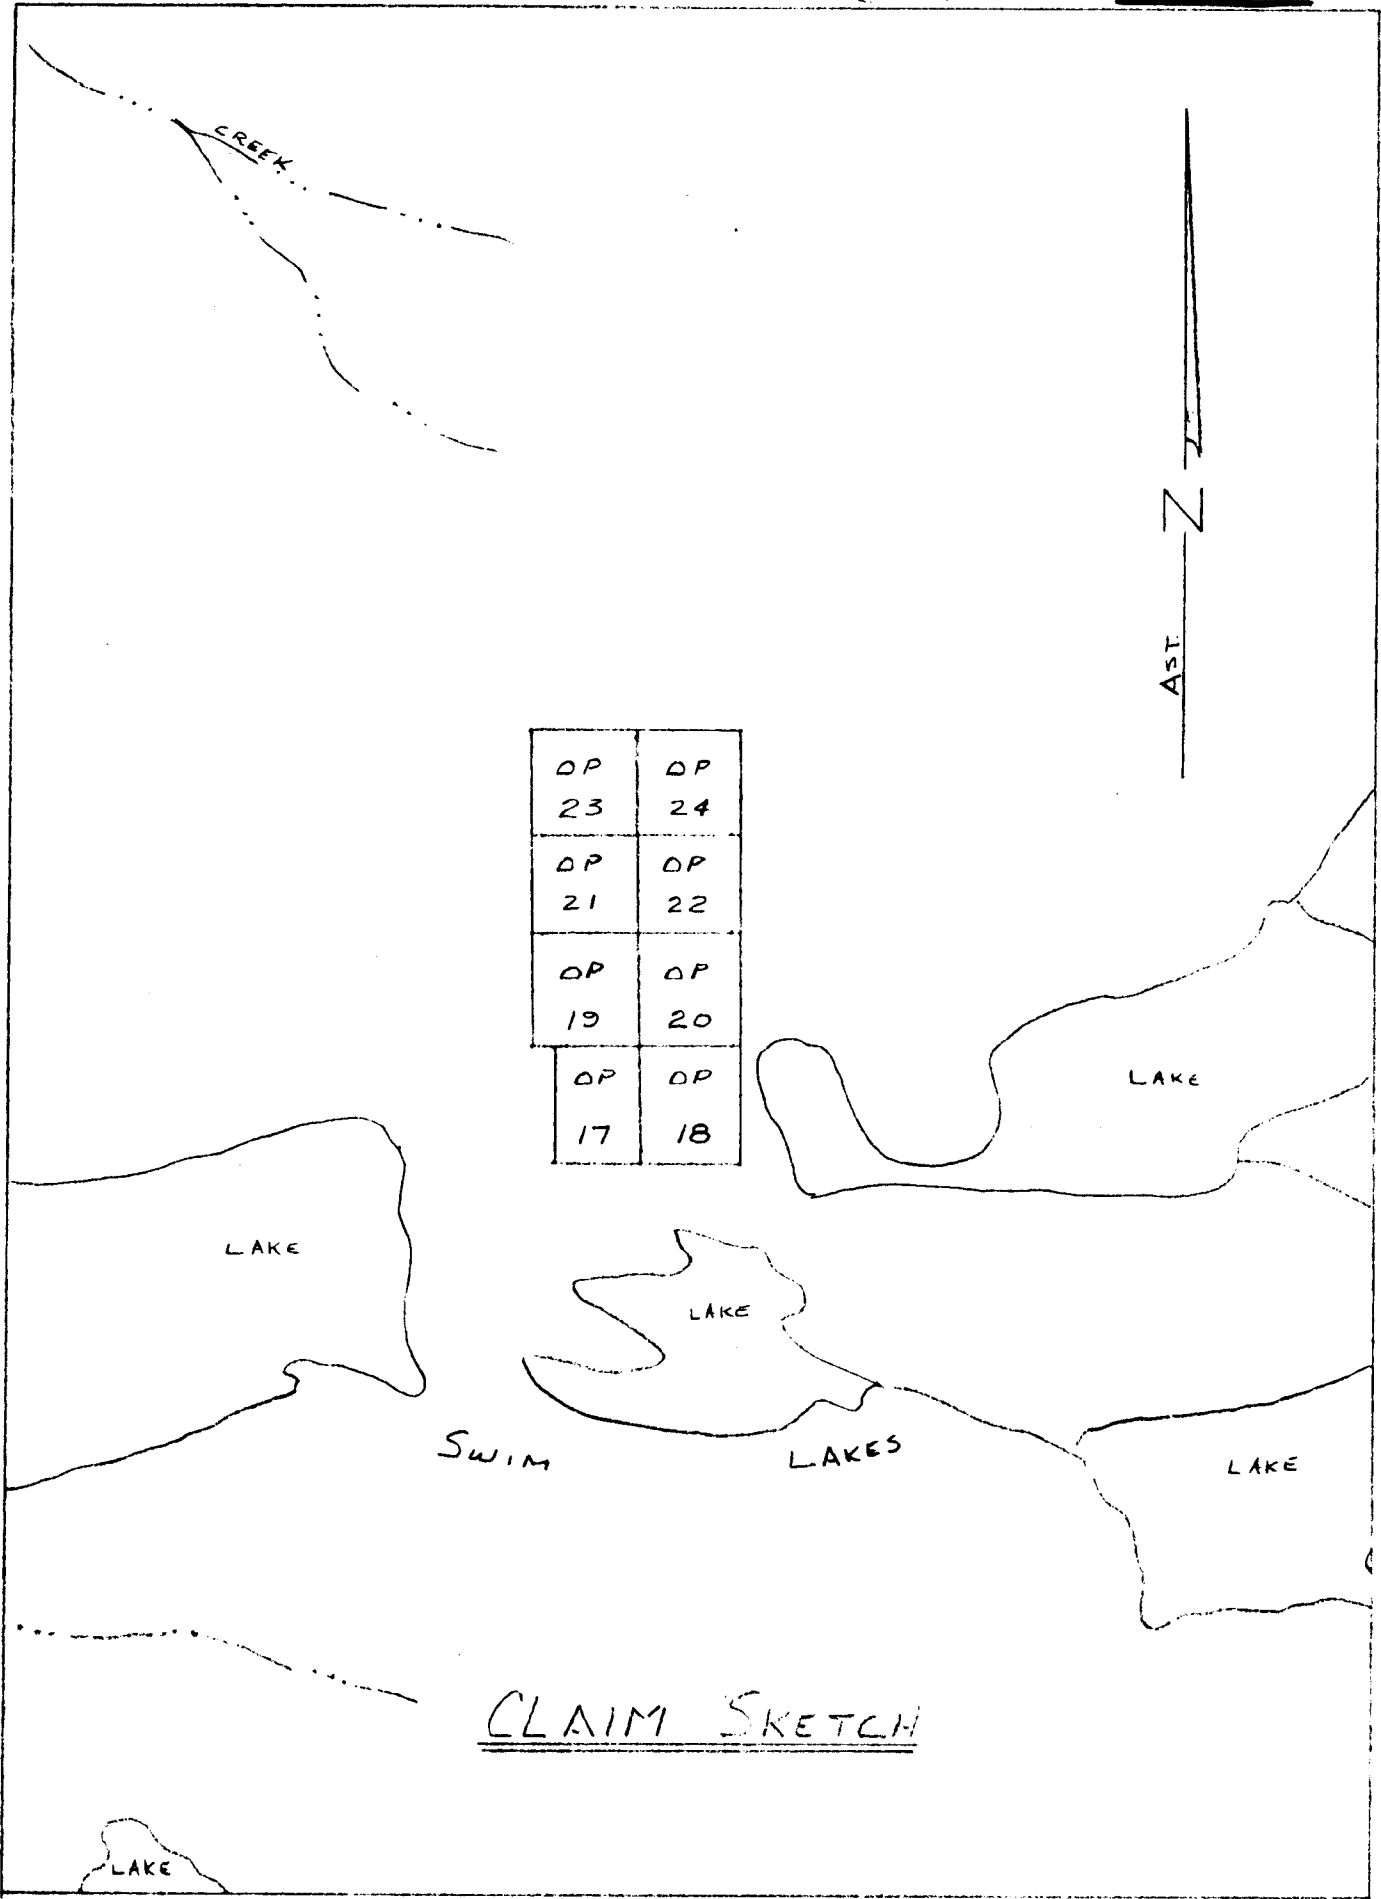 CREEK
N
AST.
OP OP
23 24
OP OP
21 22
OP OP
19 20
OP OP
17 18
LAKE
LAKE
LAKE
SWIM LAKES
LAKE
CLAIM SKETCH
LAKE